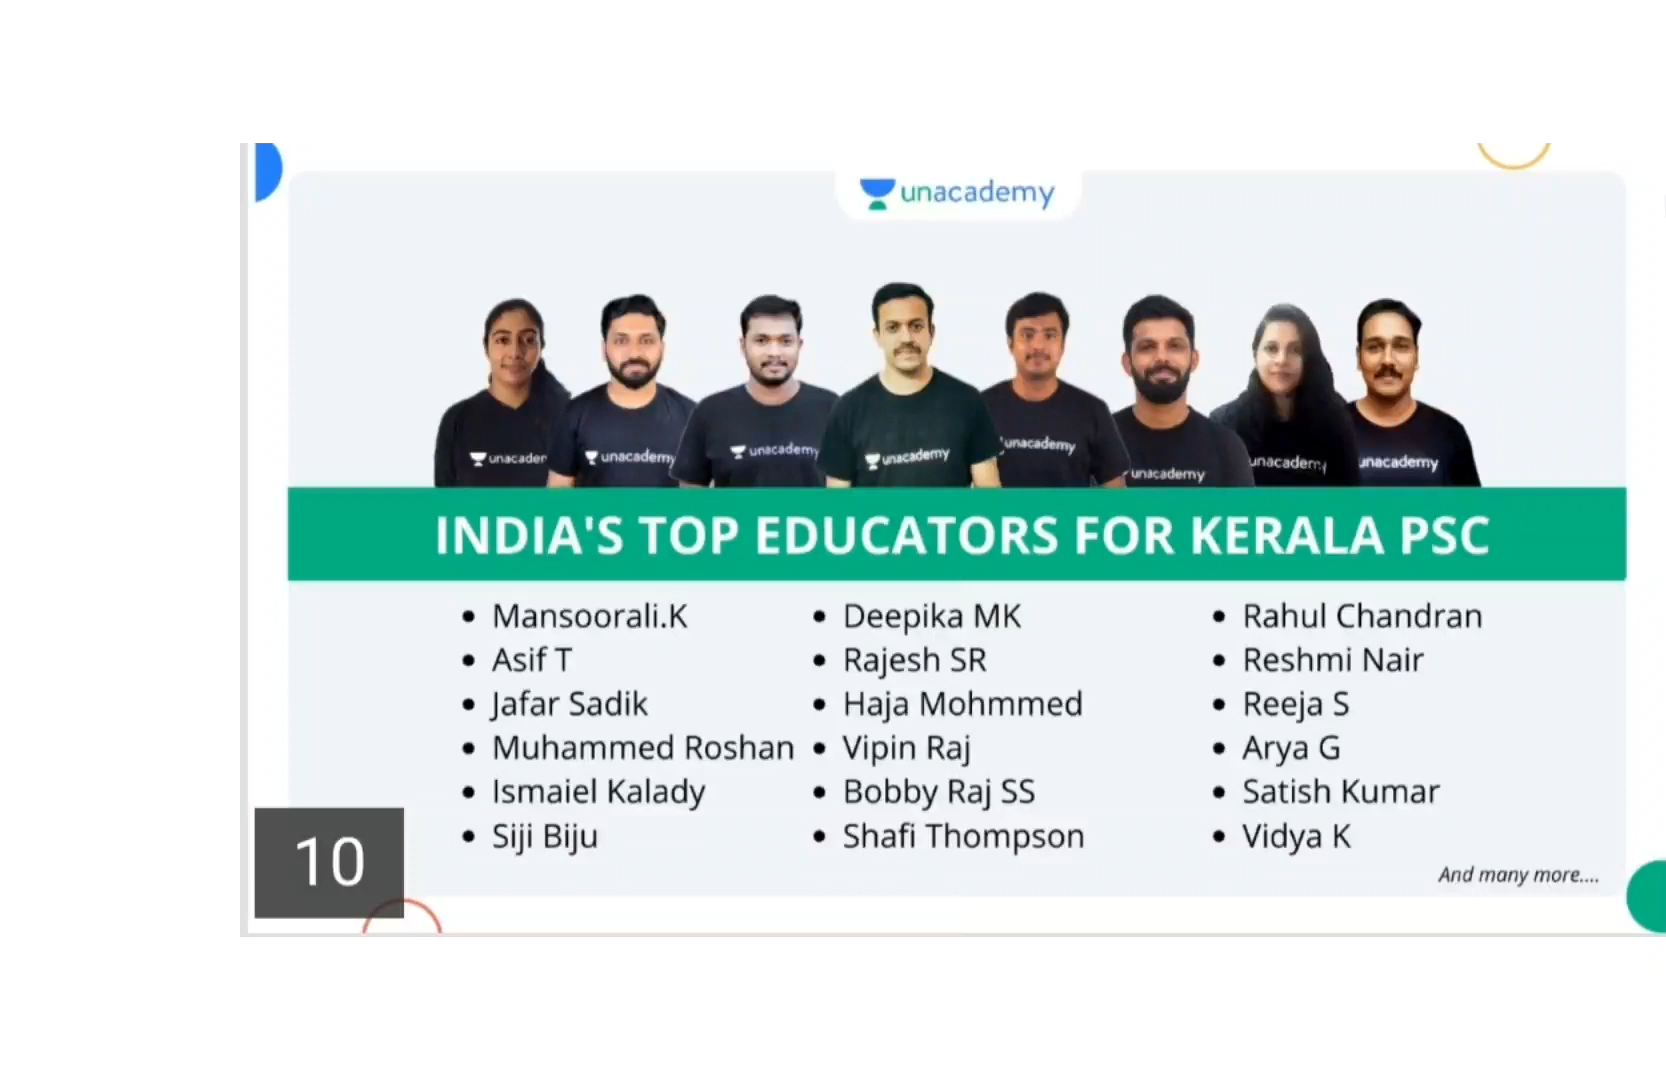 unacademy
unacadem
unacademy
unacademy
unacademy
unacademy
unacademy
unacademy
unacademy
INDIA'S TOP EDUCATORS FOR KERALA PSC
• Mansoorali.K
• Asif T
• Jafar Sadik
• Muhammed Roshan
• Ismaiel Kalady
• Siji Biju
• Deepika MK
• Rajesh SR
• Haja Mohmmed
• Vipin Raj
• Bobby Raj SS
• Shafi Thompson
• Rahul Chandran
• Reshmi Nair
• Reeja S
• Arya G
• Satish Kumar
• Vidya K
And many more....
10